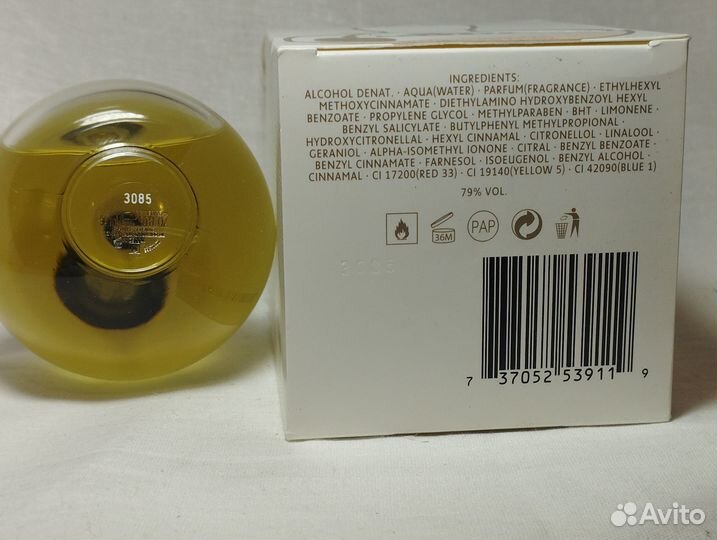 3085
INGREDIENTS:
ALCOHOL DENAT. · AQUA(WATER) · PARFUM(FRAGRANCE) · ETHYLHEXYL
METHOXYCINNAMATE · DIETHYLAMINO HYDROXYBENZOYL HEXYL
BENZOATE · PROPYLENE GLYCOL · METHYLPARABEN · BHT · LIMONENE ·
BENZYL SALICYLATE · BUTYLPHENYL METHYLPROPIONAL ·
HYDROXYCITRONELLAL · HEXYL CINNAMAL · CITRONELLOL · LINALOOL ·
GERANIOL · ALPHA-ISOMETHYL IONONE · CITRAL · BENZYL BENZOATE ·
BENZYL CINNAMATE · FARNESOL · ISOEUGENOL · BENZYL ALCOHOL ·
CINNAMAL · CI 17200(RED 33) · CI 19140(YELLOW 5) · CI 42090(BLUE 1)
79% VOL.
36M
PAP
3085
7 37052 53911 9
Avito